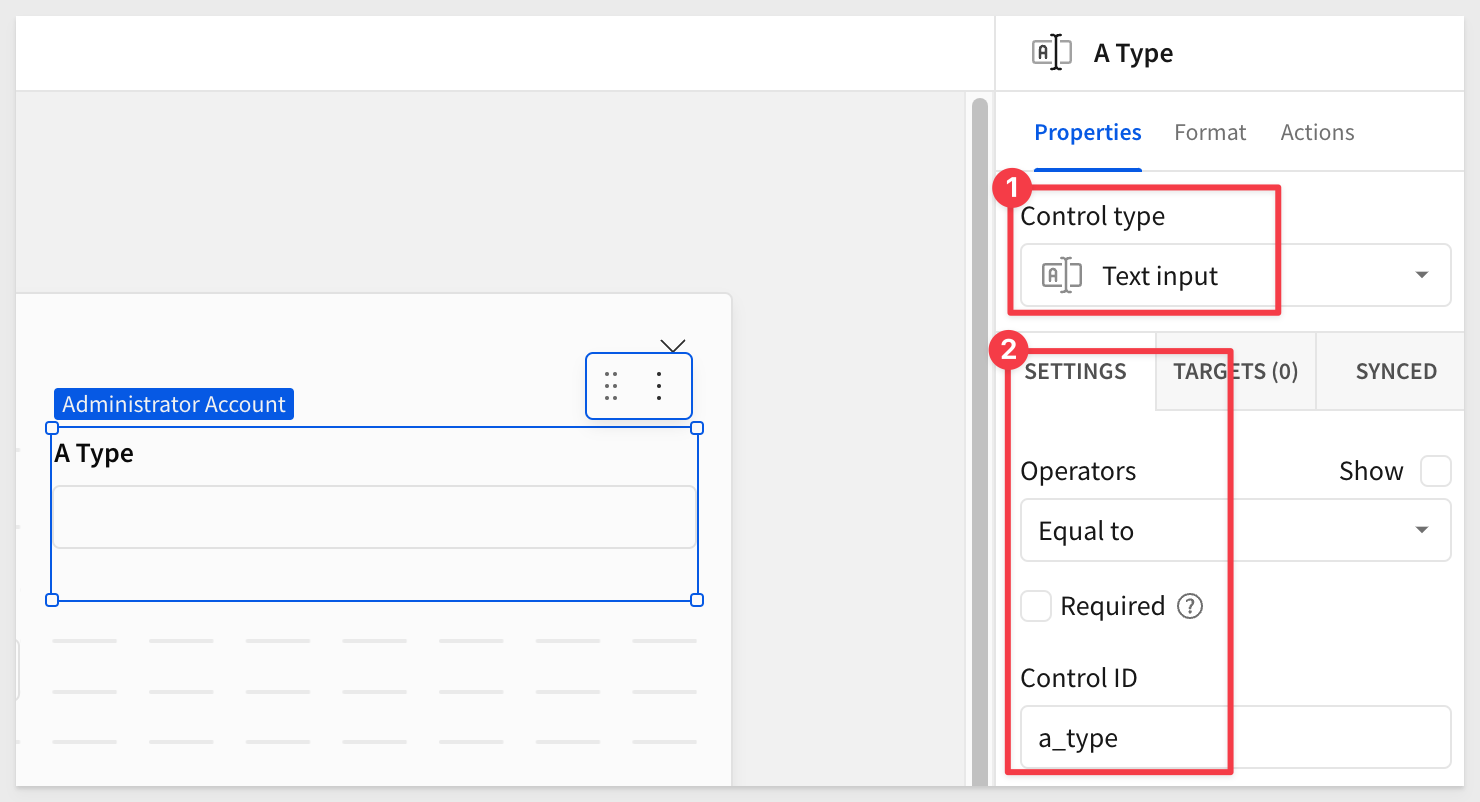 A Type
Properties Format Actions
1
Control type
Text input
2
SETTINGS TARGETS (0) SYNCED
Administrator Account
A Type
Operators Show
Equal to
Required ?
Control ID
a_type